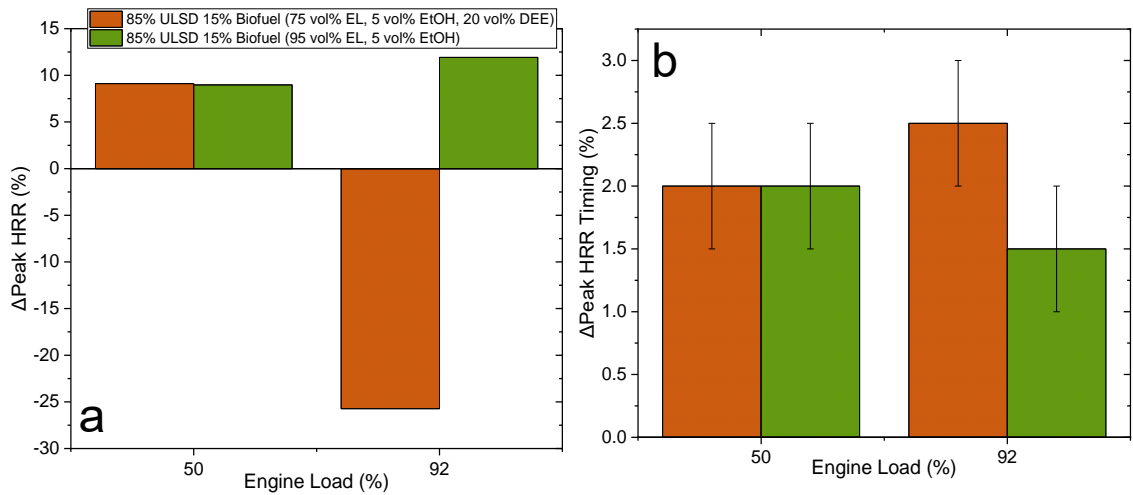 85% ULSD 15% Biofuel (75 vol% EL, 5 vol% EtOH, 20 vol% DEE)
85% ULSD 15% Biofuel (95 vol% EL, 5 vol% EtOH)
15
10
5
0
-5
-10
-15
-20
-25
-30
ΔPeak HRR (%)
a
50
92
Engine Load (%)
b
3.0
2.5
2.0
1.5
1.0
0.5
0.0
ΔPeak HRR Timing (%)
50
92
Engine Load (%)